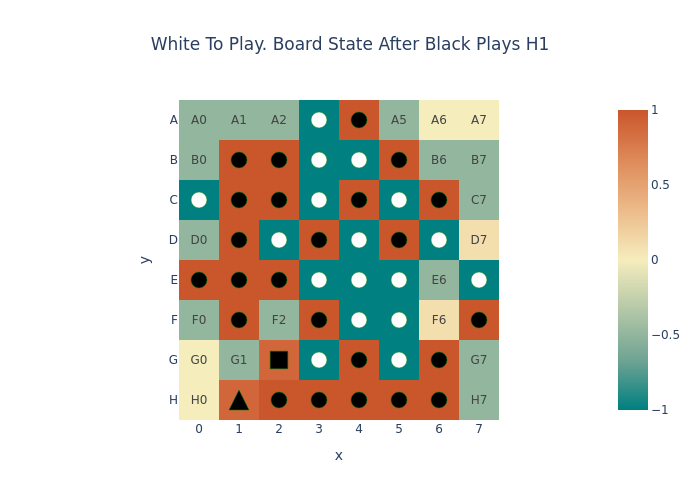 White To Play. Board State After Black Plays H1
A A0 A1 A2 A5 A6 A7
B B0 B6 B7
C C7
D D0 D7
E E6
F F0 F2 F6
G G0 G1 G7
H H0 H7
0 1 2 3 4 5 6 7
x
y
1
0.5
0
−0.5
−1